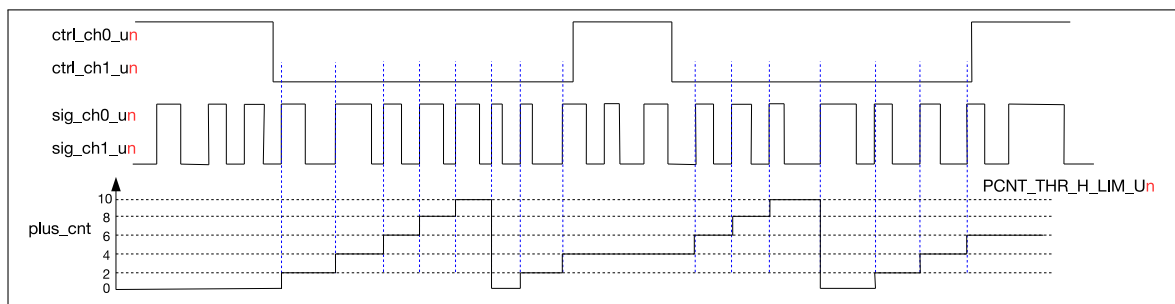 ctrl_ch0_un
ctrl_ch1_un
sig_ch0_un
sig_ch1_un
PCNT_THR_H_LIM_Un
10
8
plus_cnt
6
4
2
0